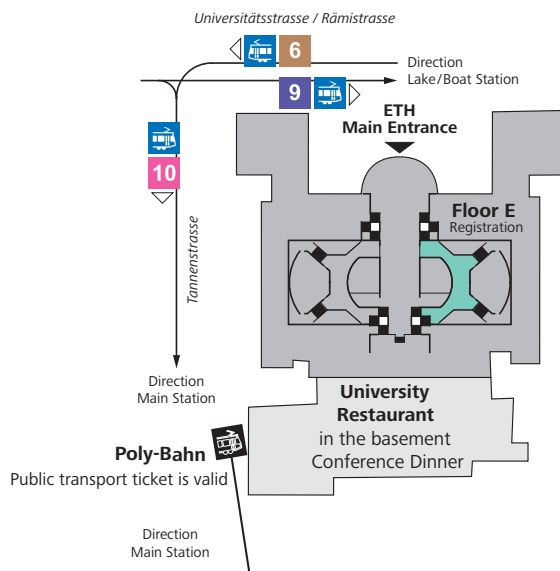 Universitätsstrasse / Rämistrasse
6
Direction
Lake/Boat Station
9
ETH
Main Entrance
10
Floor E
Registration
Tannenstrasse
Direction
Main Station
University
Restaurant
in the basement
Conference Dinner
Poly-Bahn
Public transport ticket is valid
Direction
Main Station